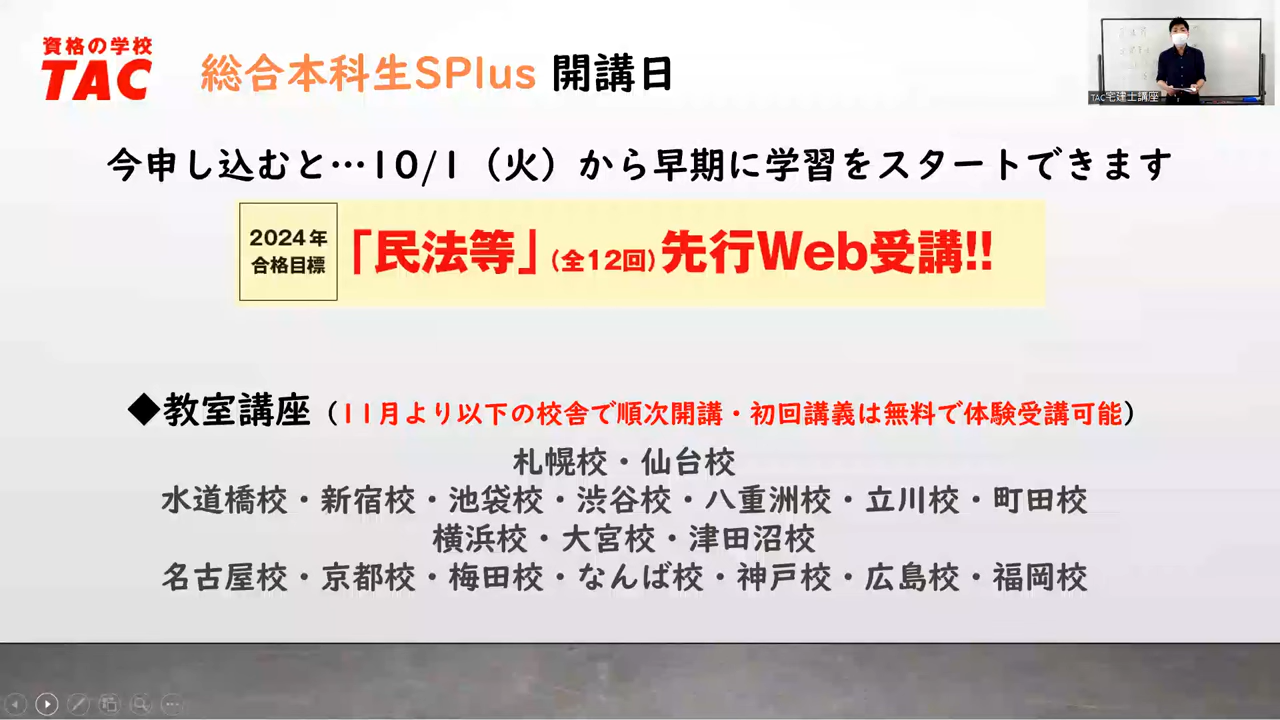 資格の学校
TAC
総合本科生SPlus 開講日
TAC宅建士講座
今申し込むと…10/1（火）から早期に学習をスタートできます
2024年
合格目標
「民法等」（全12回）先行Web受講!!
◆教室講座（11月より以下の校舎で順次開講・初回講義は無料で体験受講可能）
札幌校・仙台校
水道橋校・新宿校・池袋校・渋谷校・八重洲校・立川校・町田校
横浜校・大宮校・津田沼校
名古屋校・京都校・梅田校・なんば校・神戸校・広島校・福岡校